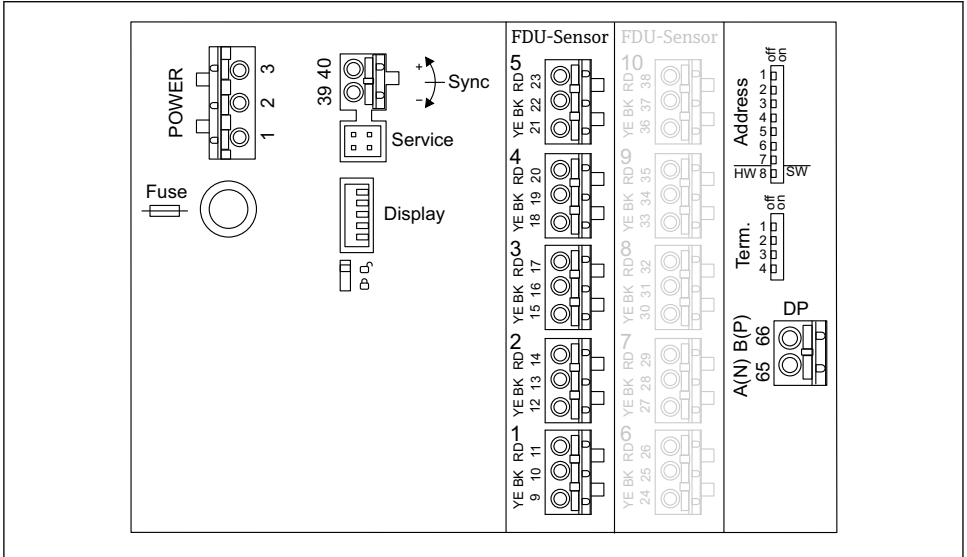 POWER
3
2
1
Fuse
39 40
+
Sync
−
Service
Display
FDU-Sensor
5
YE BK RD
21 22 23
4
YE BK RD
18 19 20
3
YE BK RD
15 16 17
2
YE BK RD
12 13 14
1
YE BK RD
9 10 11
FDU-Sensor
10
YE BK RD
36 37 38
9
YE BK RD
33 34 35
8
YE BK RD
30 31 32
7
YE BK RD
27 28 29
6
YE BK RD
24 25 26
Address
off
on
1
2
3
4
5
6
7
HW 8 SW
Term.
off
on
1
2
3
4
DP
A(N) B(P)
65 66